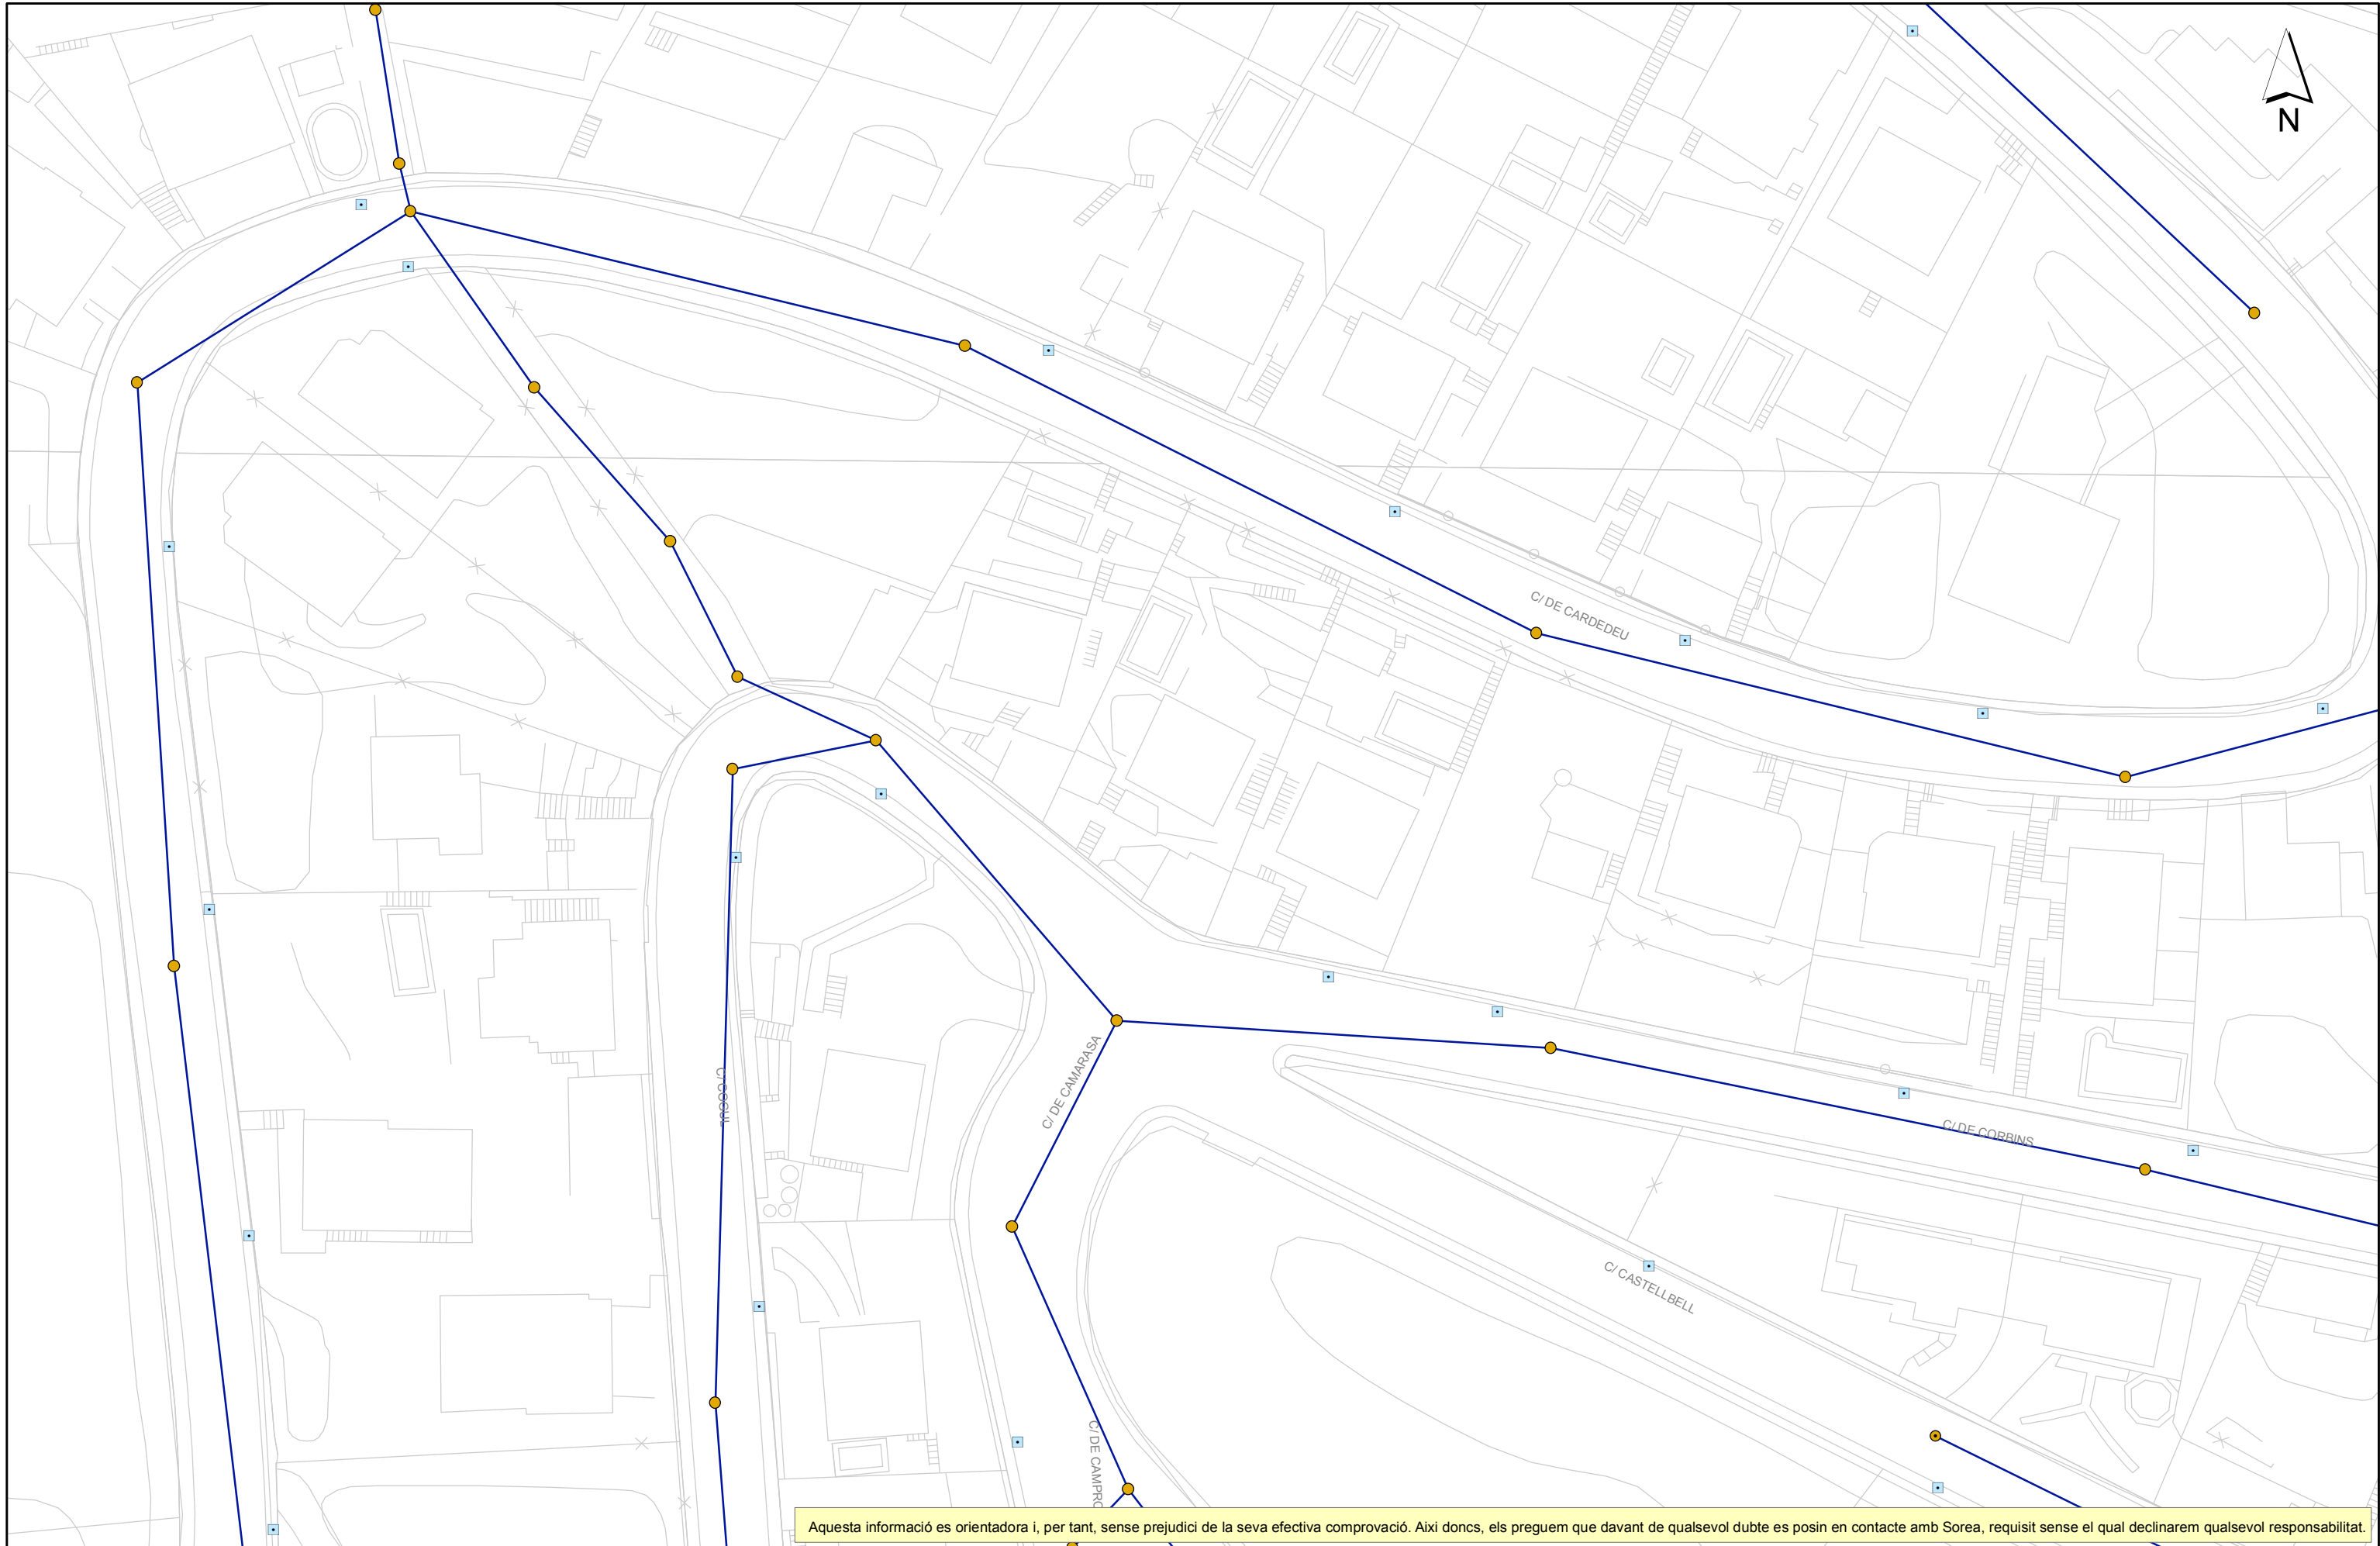 N
C/ DE CARDEDEU
C/ COGUL
C/ DE CAMARASA
C/ DE CORBINS
C/ CASTELLBELL
C/ DE CAMPRO
Aquesta informació es orientadora i, per tant, sense prejudici de la seva efectiva comprovació. Aixi doncs, els preguem que davant de qualsevol dubte es posin en contacte amb Sorea, requisit sense el qual declinarem qualsevol responsabilitat.